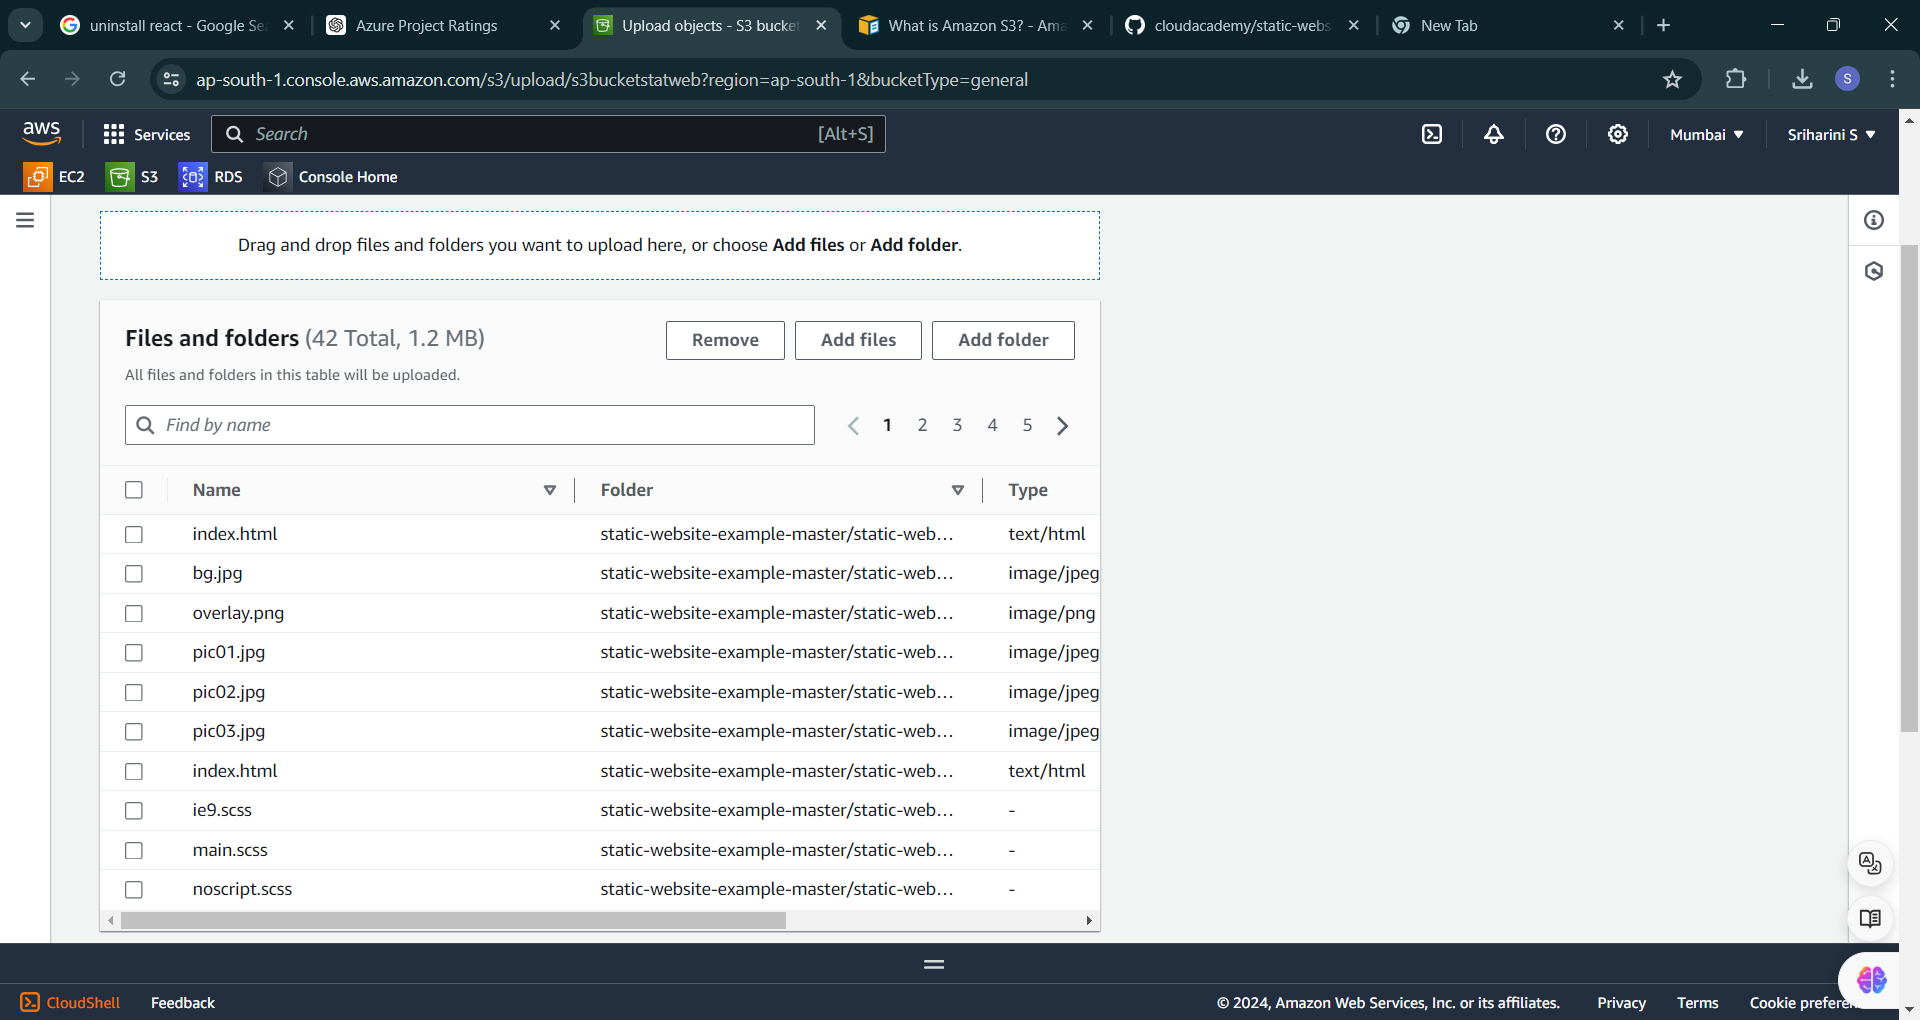 uninstall react - Google Se
Azure Project Ratings
Upload objects - S3 bucket
What is Amazon S3? - Ama
cloudacademy/static-webs
New Tab
ap-south-1.console.aws.amazon.com/s3/upload/s3bucketstatweb?region=ap-south-1&bucketType=general
S
aws
Services
Search
[Alt+S]
Mumbai
Sriharini S
EC2
S3
RDS
Console Home
Drag and drop files and folders you want to upload here, or choose Add files or Add folder.
Files and folders (42 Total, 1.2 MB)
Remove
Add files
Add folder
All files and folders in this table will be uploaded.
Find by name
1 2 3 4 5
Name Folder Type
index.html static-website-example-master/static-web... text/html
bg.jpg static-website-example-master/static-web... image/jpeg
overlay.png static-website-example-master/static-web... image/png
pic01.jpg static-website-example-master/static-web... image/jpeg
pic02.jpg static-website-example-master/static-web... image/jpeg
pic03.jpg static-website-example-master/static-web... image/jpeg
index.html static-website-example-master/static-web... text/html
ie9.scss static-website-example-master/static-web... -
main.scss static-website-example-master/static-web... -
noscript.scss static-website-example-master/static-web... -
CloudShell
Feedback
© 2024, Amazon Web Services, Inc. or its affiliates.
Privacy
Terms
Cookie prefere